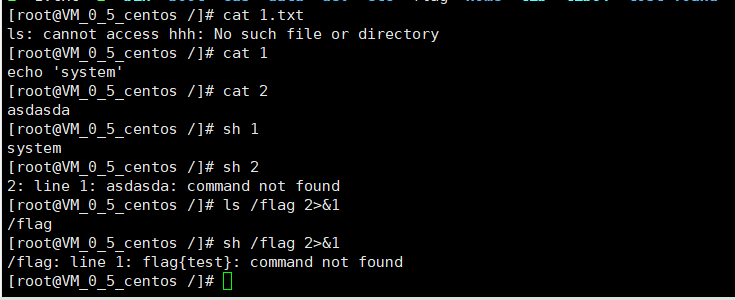 [root@VM_0_5_centos /]# cat 1.txt
ls: cannot access hhh: No such file or directory
[root@VM_0_5_centos /]# cat 1
echo 'system'
[root@VM_0_5_centos /]# cat 2
asdasda
[root@VM_0_5_centos /]# sh 1
system
[root@VM_0_5_centos /]# sh 2
2: line 1: asdasda: command not found
[root@VM_0_5_centos /]# ls /flag 2>&1
/flag
[root@VM_0_5_centos /]# sh /flag 2>&1
/flag: line 1: flag{test}: command not found
[root@VM_0_5_centos /]#